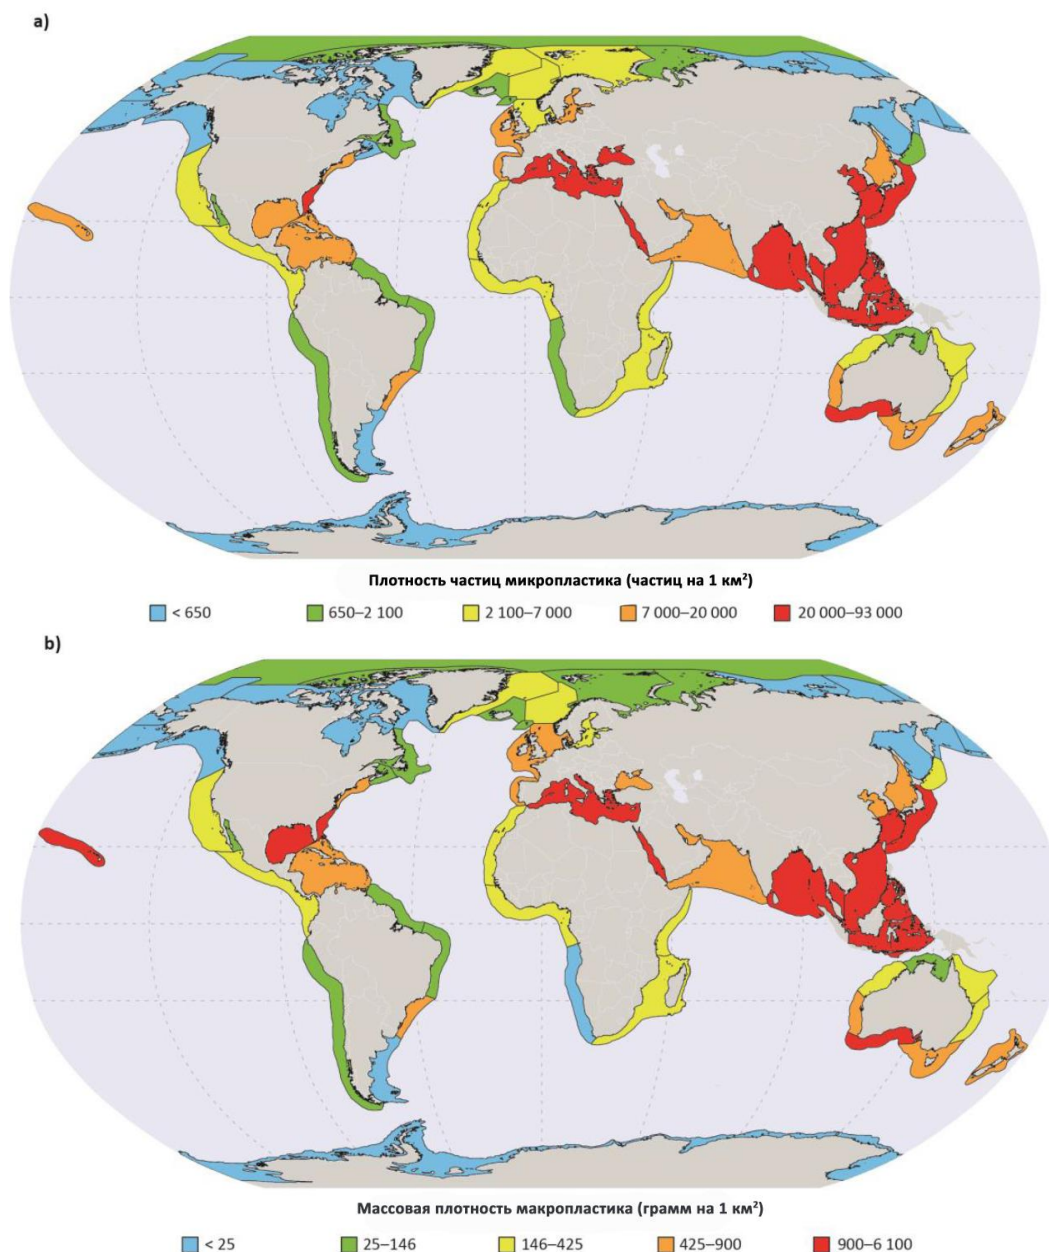 a)
Плотность частиц микропластика (частиц на 1 км²)
< 650 650–2 100 2 100–7 000 7 000–20 000 20 000–93 000
b)
Массовая плотность макропластика (грамм на 1 км²)
< 25 25–146 146–425 425–900 900–6 100